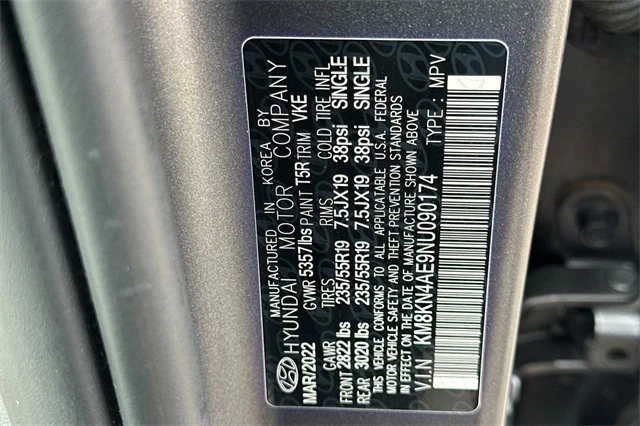 MANUFACTURED IN KOREA BY
HYUNDAI MOTOR COMPANY
MAR/2022 GVWR 5357lbs PAINT T5R TRIM VKE
GAWR TIRES RIMS COLD TIRE INFL
FRONT 2822 lbs 235/55R19 7.5JX19 38psi SINGLE
REAR 3020 lbs 235/55R19 7.5JX19 38psi SINGLE
THIS VEHICLE CONFORMS TO ALL APPLICABLE U.S.A. FEDERAL
MOTOR VEHICLE SAFETY AND THEFT PREVENTION STANDARDS
IN EFFECT ON THE DATE OF MANUFACTURE SHOWN ABOVE
V.I.N : KM8KN4AE9NU090174 TYPE : MPV